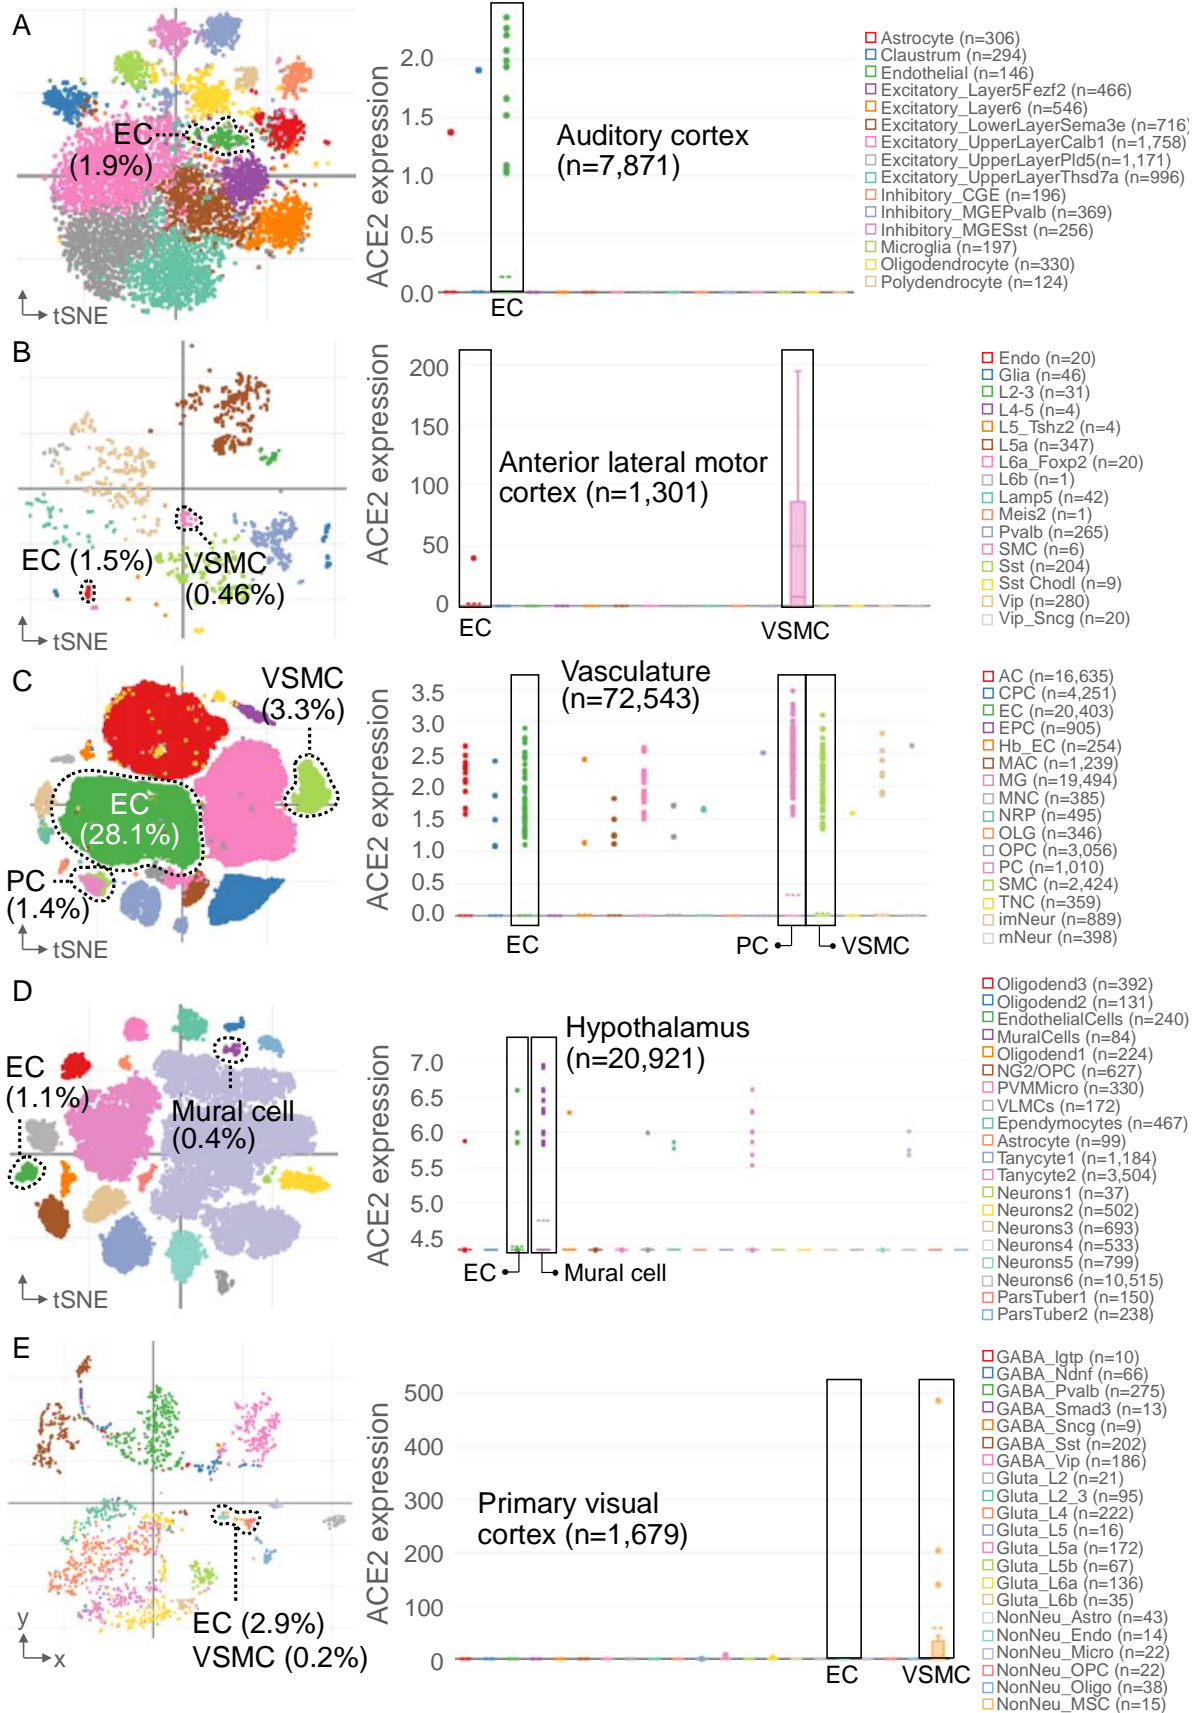 A
EC
(1.9%)
tSNE
ACE2 expression
2.0
1.5
1.0
0.5
0.0
Auditory cortex
(n=7,871)
EC
Astrocyte (n=306)
Claustrum (n=294)
Endothelial (n=146)
Excitatory_Layer5Fezf2 (n=466)
Excitatory_Layer6 (n=546)
Excitatory_LowerLayerSema3e (n=716)
Excitatory_UpperLayerCalb1 (n=1,758)
Excitatory_UpperLayerPld5(n=1,171)
Excitatory_UpperLayerThsd7a (n=996)
Inhibitory_CGE (n=196)
Inhibitory_MGEPvalb (n=369)
Inhibitory_MGESst (n=256)
Microglia (n=197)
Oligodendrocyte (n=330)
Polydendrocyte (n=124)
B
EC (1.5%)
VSMC
(0.46%)
tSNE
ACE2 expression
200
150
100
50
0
Anterior lateral motor
cortex (n=1,301)
EC
VSMC
Endo (n=20)
Glia (n=46)
L2-3 (n=31)
L4-5 (n=4)
L5_Tshz2 (n=4)
L5a (n=347)
L6a_Foxp2 (n=20)
L6b (n=1)
Lamp5 (n=42)
Meis2 (n=1)
Pvalb (n=265)
SMC (n=6)
Sst (n=204)
Sst Chodl (n=9)
Vip (n=280)
Vip_Sncg (n=20)
C
VSMC
(3.3%)
EC
(28.1%)
PC
(1.4%)
tSNE
ACE2 expression
3.5
3.0
2.5
2.0
1.5
1.0
0.5
0.0
Vasculature
(n=72,543)
EC
PC
VSMC
AC (n=16,635)
CPC (n=4,251)
EC (n=20,403)
EPC (n=905)
Hb_EC (n=254)
MAC (n=1,239)
MG (n=19,494)
MNC (n=385)
NRP (n=495)
OLG (n=346)
OPC (n=3,056)
PC (n=1,010)
SMC (n=2,424)
TNC (n=359)
imNeur (n=889)
mNeur (n=398)
D
EC
(1.1%)
Mural cell
(0.4%)
tSNE
ACE2 expression
7.0
6.5
6.0
5.5
5.0
4.5
Hypothalamus
(n=20,921)
EC
Mural cell
Oligodend3 (n=392)
Oligodend2 (n=131)
EndothelialCells (n=240)
MuralCells (n=84)
Oligodend1 (n=224)
NG2/OPC (n=627)
PVMMicro (n=330)
VLMCs (n=172)
Ependymocytes (n=467)
Astrocyte (n=99)
Tanycyte1 (n=1,184)
Tanycyte2 (n=3,504)
Neurons1 (n=37)
Neurons2 (n=502)
Neurons3 (n=693)
Neurons4 (n=533)
Neurons5 (n=799)
Neurons6 (n=10,515)
ParsTuber1 (n=150)
ParsTuber2 (n=238)
E
EC (2.9%)
VSMC (0.2%)
y
x
ACE2 expression
500
400
300
200
100
0
Primary visual
cortex (n=1,679)
EC
VSMC
GABA_Igtp (n=10)
GABA_Ndnf (n=66)
GABA_Pvalb (n=275)
GABA_Smad3 (n=13)
GABA_Sncg (n=9)
GABA_Sst (n=202)
GABA_Vip (n=186)
Gluta_L2 (n=21)
Gluta_L2_3 (n=95)
Gluta_L4 (n=222)
Gluta_L5 (n=16)
Gluta_L5a (n=172)
Gluta_L5b (n=67)
Gluta_L6a (n=136)
Gluta_L6b (n=35)
NonNeu_Astro (n=43)
NonNeu_Endo (n=14)
NonNeu_Micro (n=22)
NonNeu_OPC (n=22)
NonNeu_Oligo (n=38)
NonNeu_MSC (n=15)